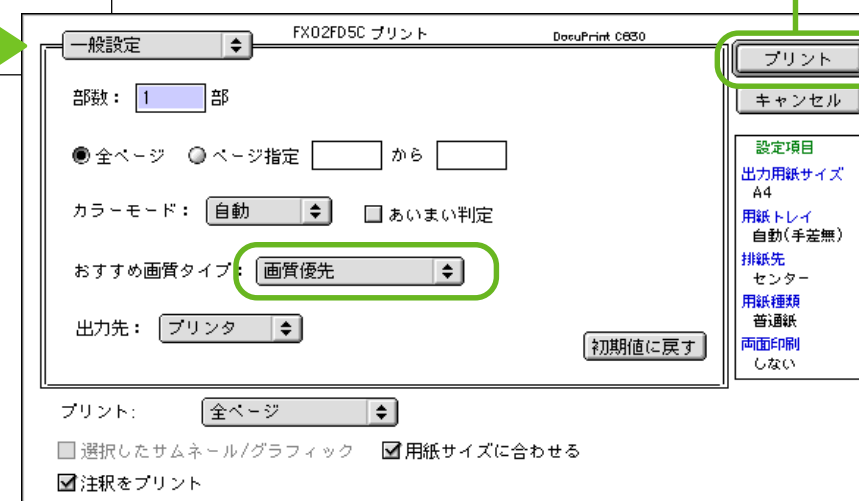 FX02FD5C プリント
DocuPrint C830
一般設定
プリント
キャンセル
部数： 1 部
全ページ ページ指定 から
カラーモード： 自動 あいまい判定
おすすめ画質タイプ： 画質優先
出力先： プリンタ
初期値に戻す
設定項目
出力用紙サイズ
A4
用紙トレイ
自動(手差無)
排紙先
センター
用紙種類
普通紙
両面印刷
しない
プリント: 全ページ
選択したサムネール/グラフィック 用紙サイズに合わせる
注釈をプリント